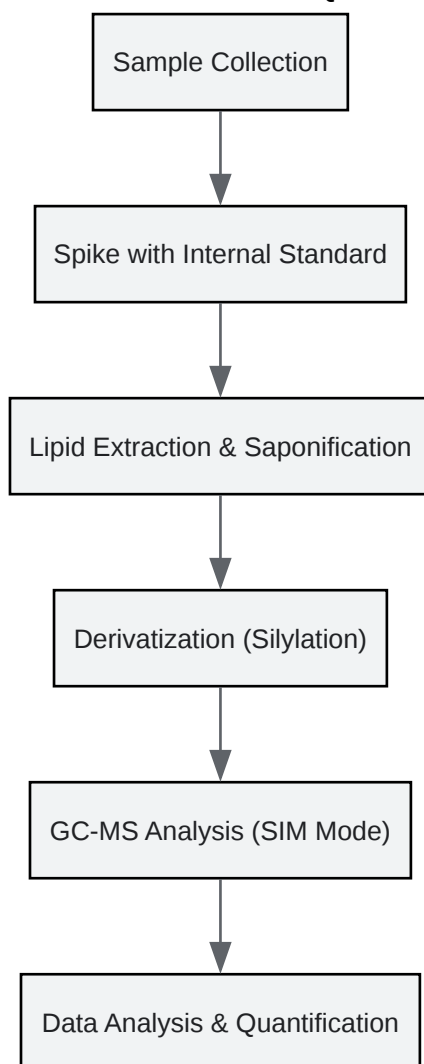 Sample Collection
Spike with Internal Standard
Lipid Extraction & Saponification
Derivatization (Silylation)
GC-MS Analysis (SIM Mode)
Data Analysis & Quantification